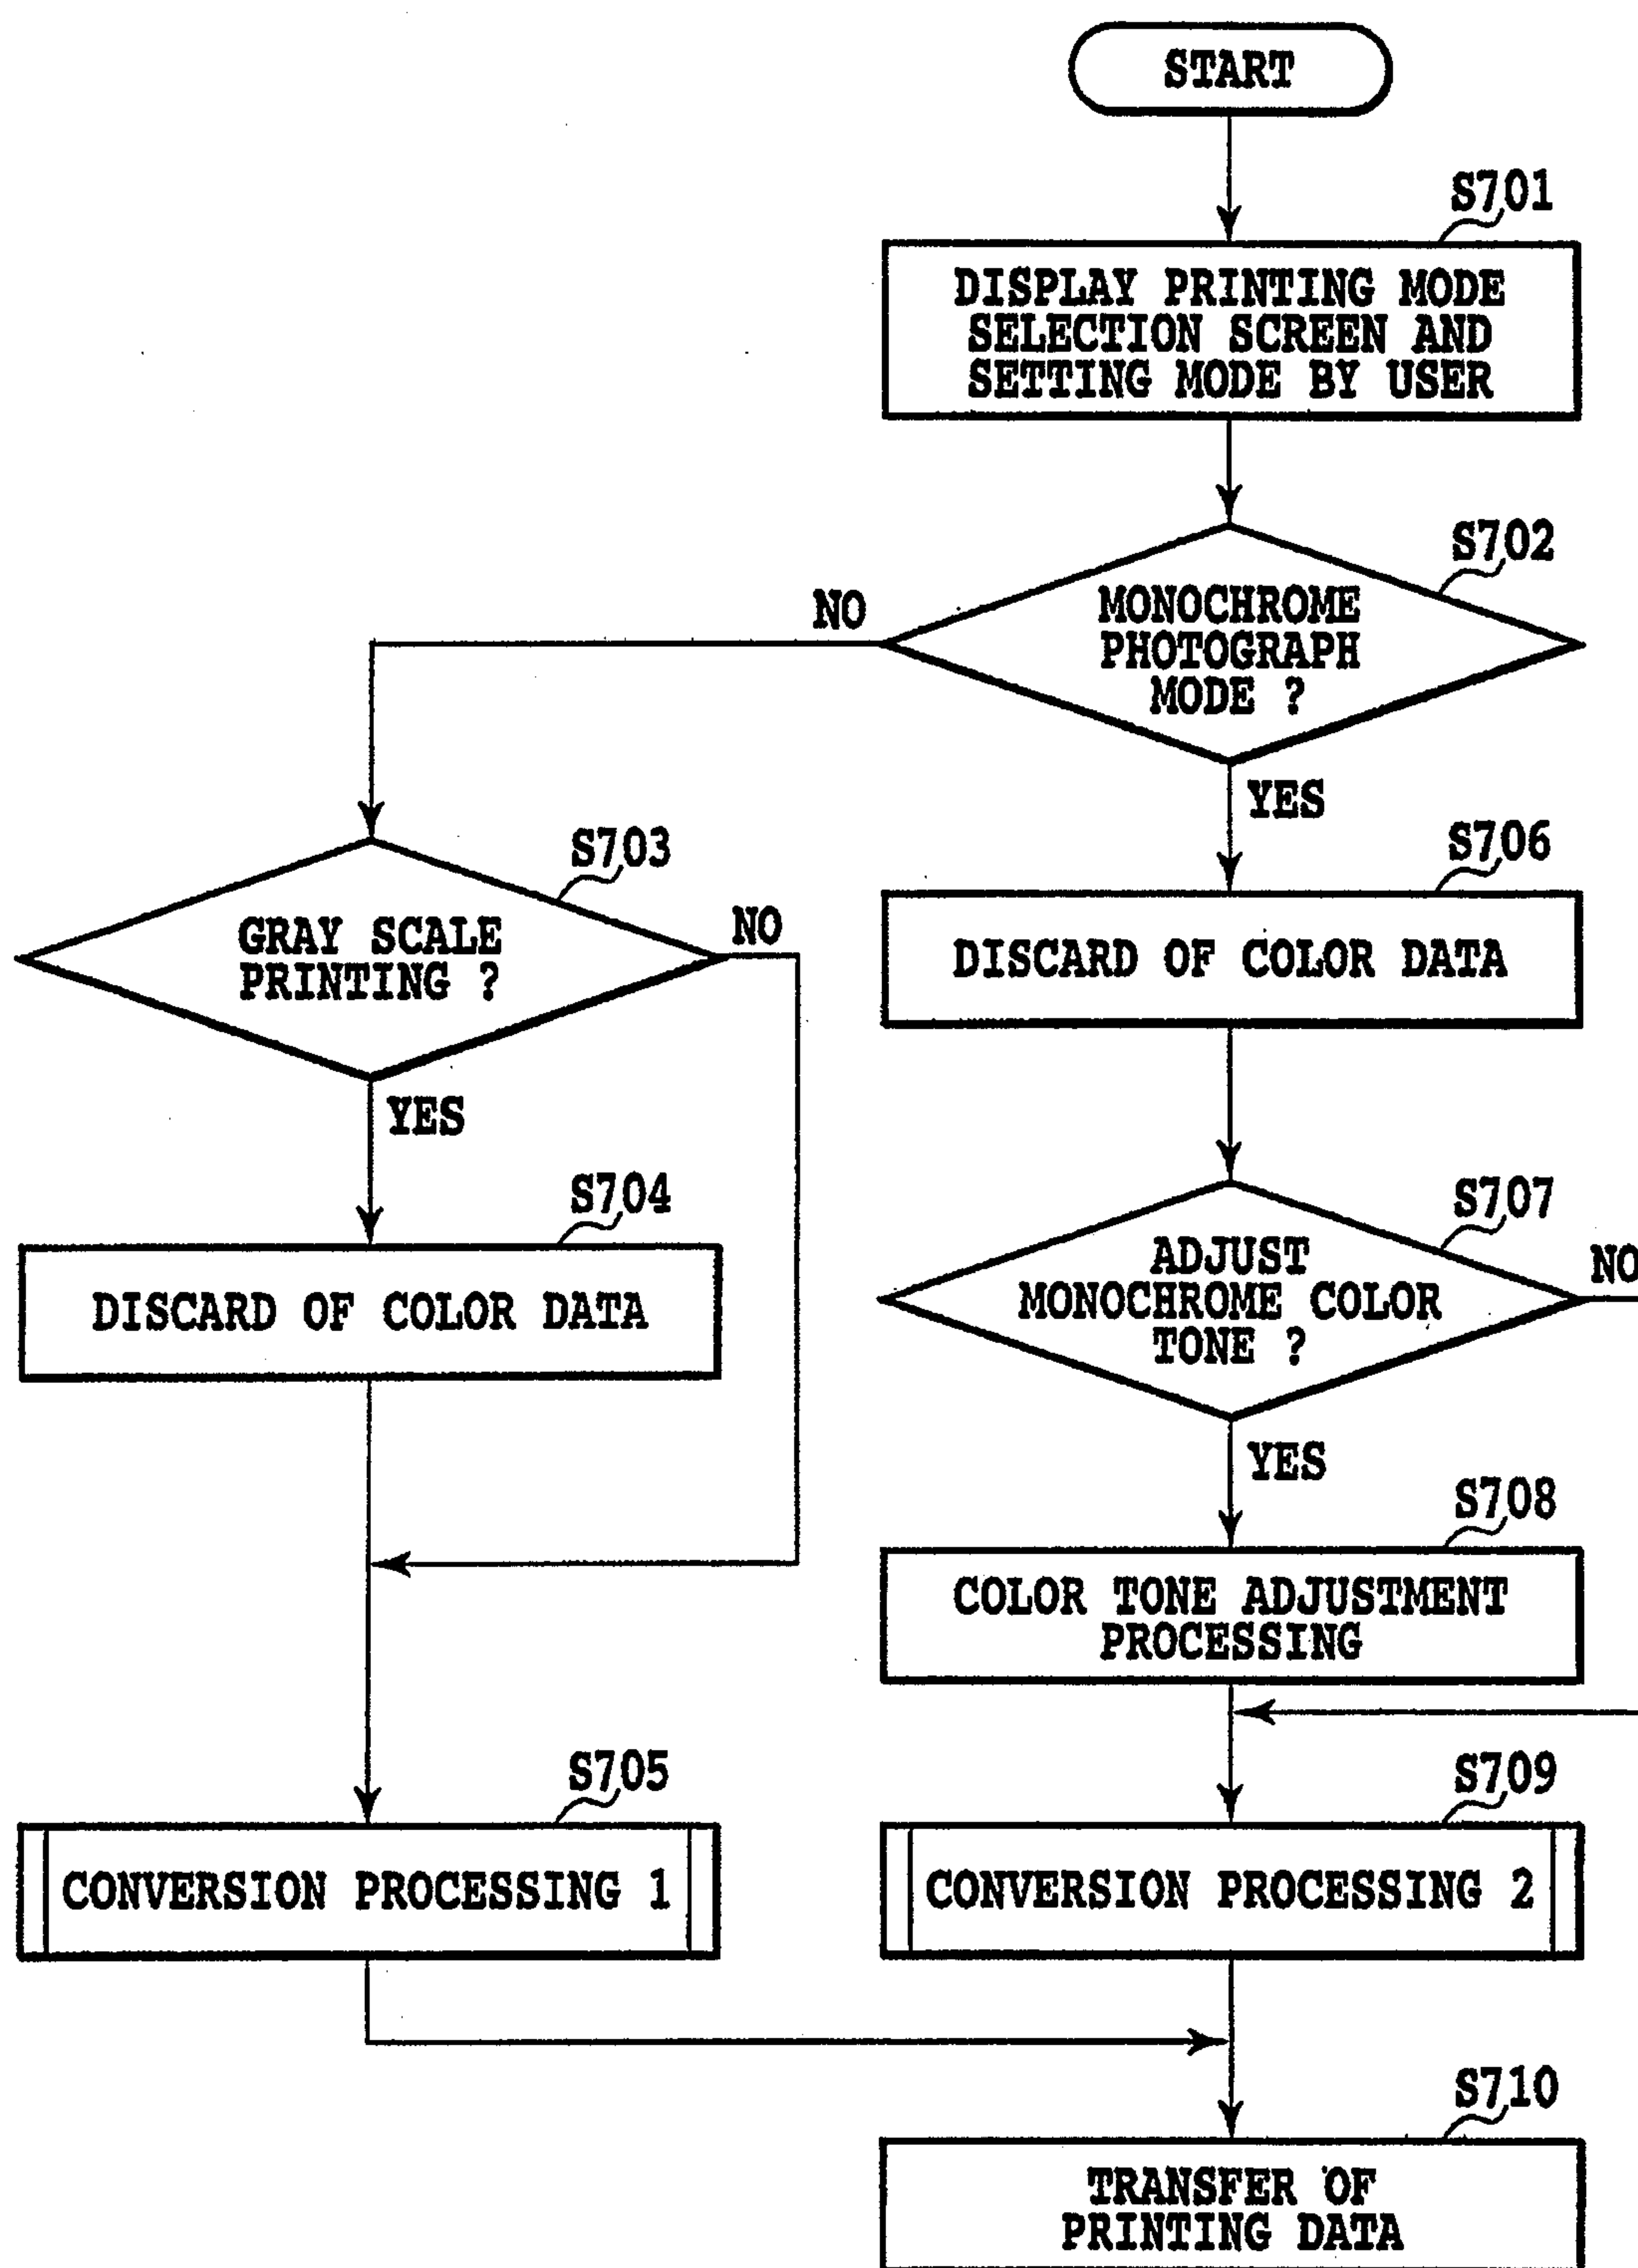 START
S701
DISPLAY PRINTING MODE
SELECTION SCREEN AND
SETTING MODE BY USER
S702
MONOCHROME
PHOTOGRAPH
MODE ?
NO
YES
S703
GRAY SCALE
PRINTING ?
NO
YES
S706
DISCARD OF COLOR DATA
S704
DISCARD OF COLOR DATA
S707
ADJUST
MONOCHROME COLOR
TONE ?
NO
YES
S708
COLOR TONE ADJUSTMENT
PROCESSING
S705
CONVERSION PROCESSING 1
S709
CONVERSION PROCESSING 2
S710
TRANSFER OF
PRINTING DATA